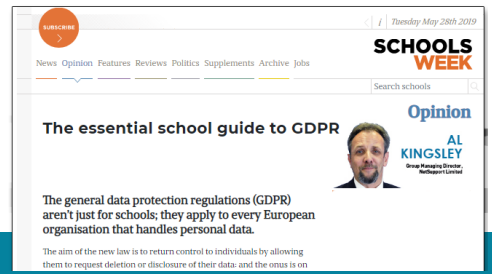 SUBSCRIBE
i Tuesday May 28th 2019
SCHOOLS
WEEK
News Opinion Features Reviews Politics Supplements Archive Jobs
Search schools
Opinion
The essential school guide to GDPR
AL
KINGSLEY
Group Managing Director,
NetSupport Limited
The general data protection regulations (GDPR)
aren't just for schools; they apply to every European
organisation that handles personal data.
The aim of the new law is to return control to individuals by allowing
them to request deletion or disclosure of their data: and the onus is on